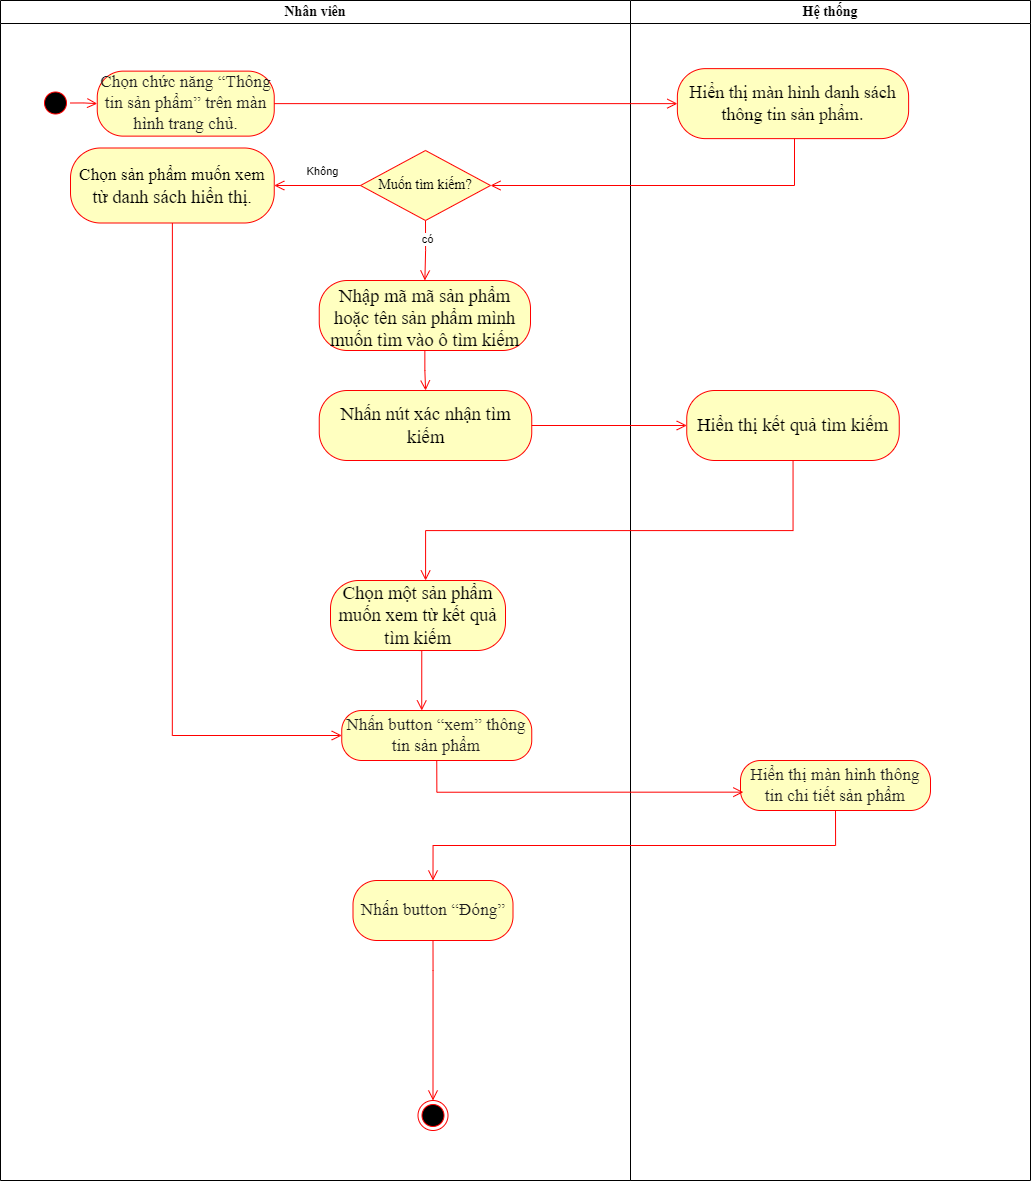 Nhân viên
Hệ thống
Chọn chức năng “Thông
tin sản phẩm” trên màn
hình trang chủ.
Hiển thị màn hình danh sách
thông tin sản phẩm.
Chọn sản phẩm muốn xem
từ danh sách hiển thị.
Không
Muốn tìm kiếm?
có
Nhập mã mã sản phẩm
hoặc tên sản phẩm mình
muốn tìm vào ô tìm kiếm
Nhấn nút xác nhận tìm
kiếm
Hiển thị kết quả tìm kiếm
Chọn một sản phẩm
muốn xem từ kết quả
tìm kiếm
Nhấn button “xem” thông
tin sản phẩm
Hiển thị màn hình thông
tin chi tiết sản phẩm
Nhấn button “Đóng”